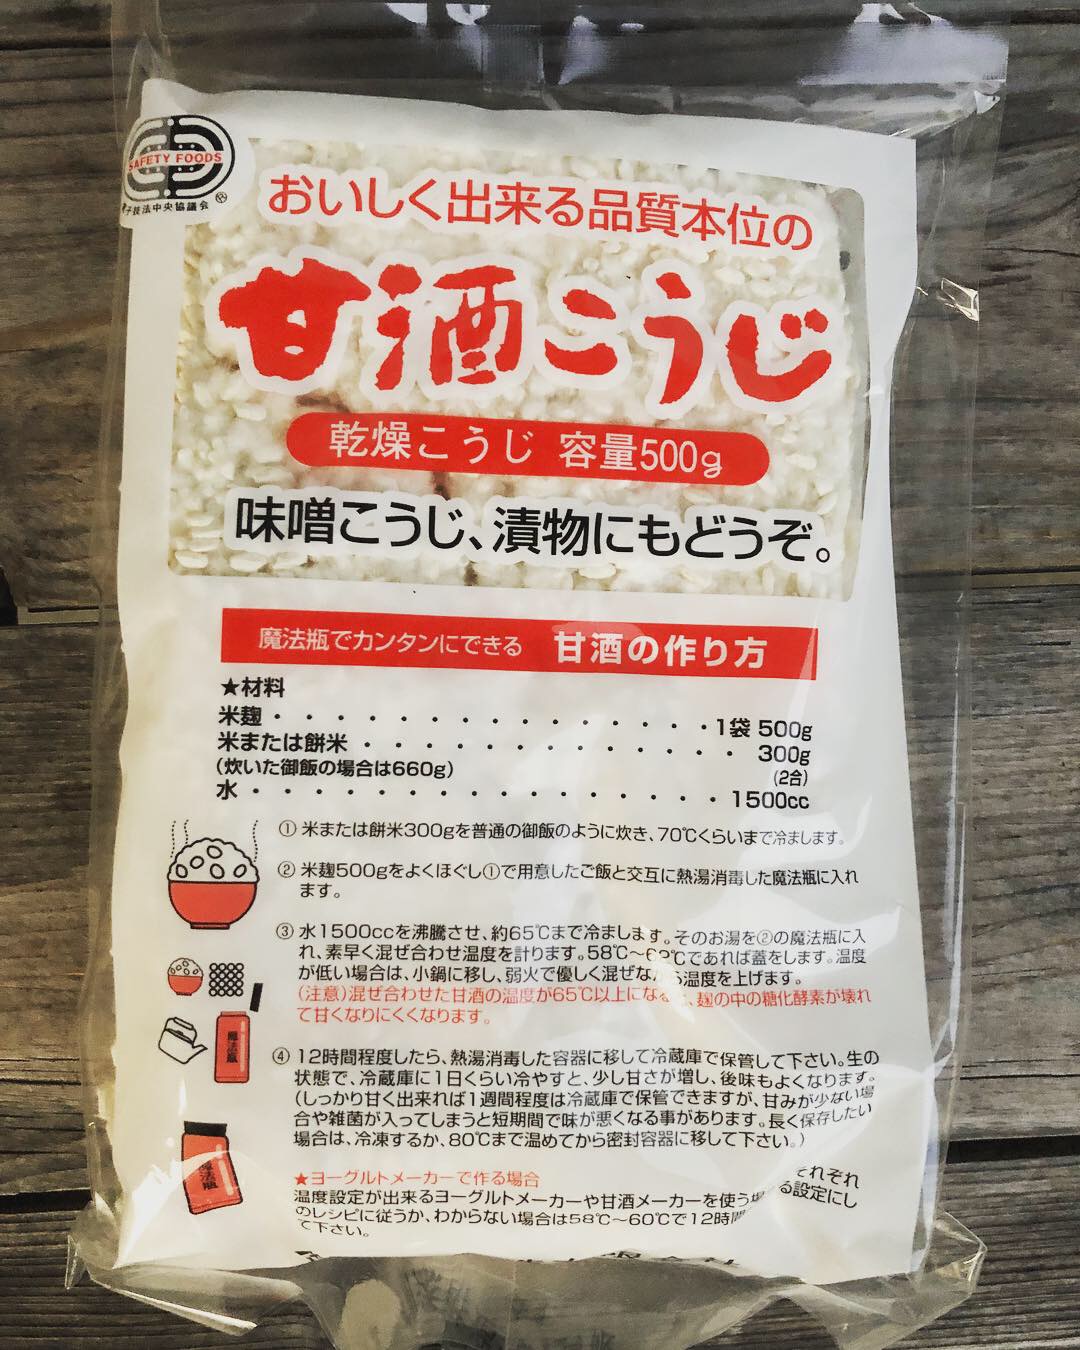 SAFETY FOODS
子技法中央協議会 ®
おいしく出来る品質本位の
甘酒こうじ
乾燥こうじ 容量500g
味噌こうじ、漬物にもどうぞ。
魔法瓶でカンタンにできる 甘酒の作り方
★材料
米麹・・・・・・・・・・・・・・・1袋 500g
米または餅米・・・・・・・・・・・・・300g
(炊いた御飯の場合は660g) (2合)
水・・・・・・・・・・・・・・・・1500cc
① 米または餅米300gを普通の御飯のように炊き、70℃くらいまで冷まします。
② 米麹500gをよくほぐし①で用意したご飯と交互に熱湯消毒した魔法瓶に入れ
ます。
③ 水1500ccを沸騰させ、約65℃まで冷まします。そのお湯を②の魔法瓶に入
れ、素早く混ぜ合わせ温度を計ります。58℃〜62℃であれば蓋をします。温度
が低い場合は、小鍋に移し、弱火で優しく混ぜながら温度を上げます。
(注意)混ぜ合わせた甘酒の温度が65℃以上になると、麹の中の糖化酵素が壊れ
て甘くなりにくくなります。
魔法瓶
④ 12時間程度したら、熱湯消毒した容器に移して冷蔵庫で保管して下さい。生の
状態で、冷蔵庫に1日くらい冷やすと、少し甘さが増し、後味もよくなります。
(しっかり甘く出来れば1週間程度は冷蔵庫で保管できますが、甘みが少ない場
合や雑菌が入ってしまうと短期間で味が悪くなる事があります。長く保存したい
場合は、冷凍するか、80℃まで温めてから密封容器に移して下さい。)
魔法瓶
★ヨーグルトメーカーで作る場合
温度設定が出来るヨーグルトメーカーや甘酒メーカーを使う場 それぞれ
のレシピに従うか、わからない場合は58℃〜60℃で12時間 る設定にし
て下さい。